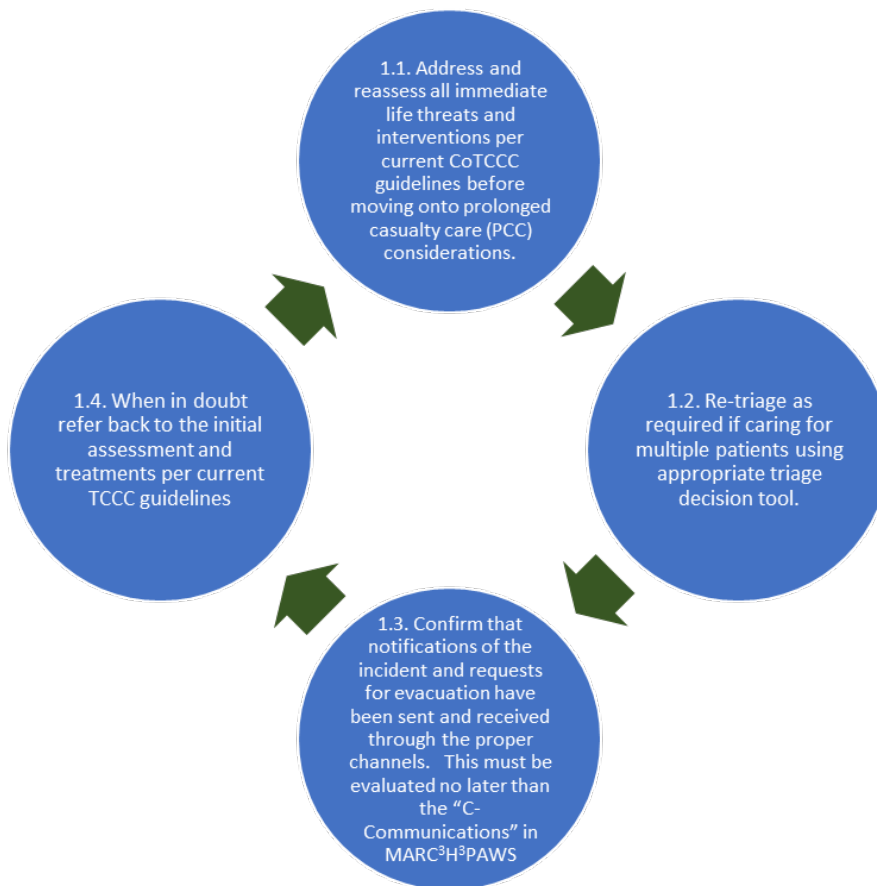 1.1. Address and
reassess all immediate
life threats and
interventions per
current CoTCCC
guidelines before
moving onto prolonged
casualty care (PCC)
considerations.
1.2. Re-triage as
required if caring for
multiple patients using
appropriate triage
decision tool.
1.3. Confirm that
notifications of the
incident and requests
for evacuation have
been sent and received
through the proper
channels.   This must be
evaluated no later than
the “C-
Communications” in
MARC³H³PAWS
1.4. When in doubt
refer back to the initial
assessment and
treatments per current
TCCC guidelines